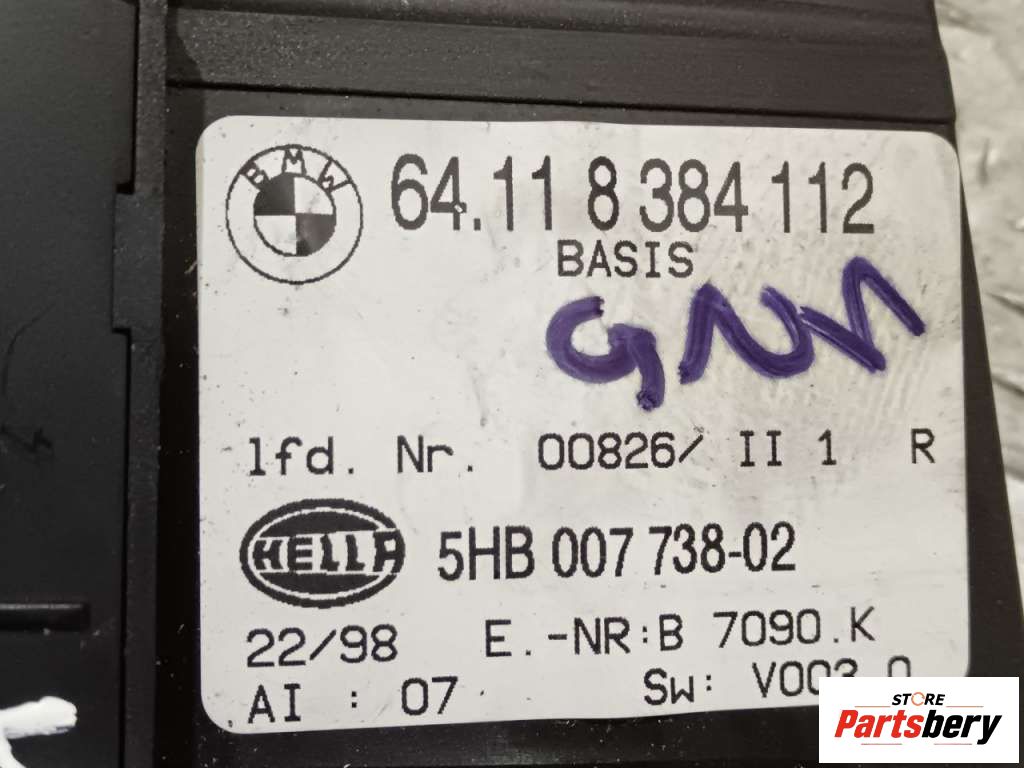 BMW
64.11 8 384 112
BASIS
lfd. Nr. 00826/ II 1 R
HELLA 5HB 007 738-02
22/98 E.-NR:B 7090.K
AI : 07 SW: V003.0
STORE
Partsbery